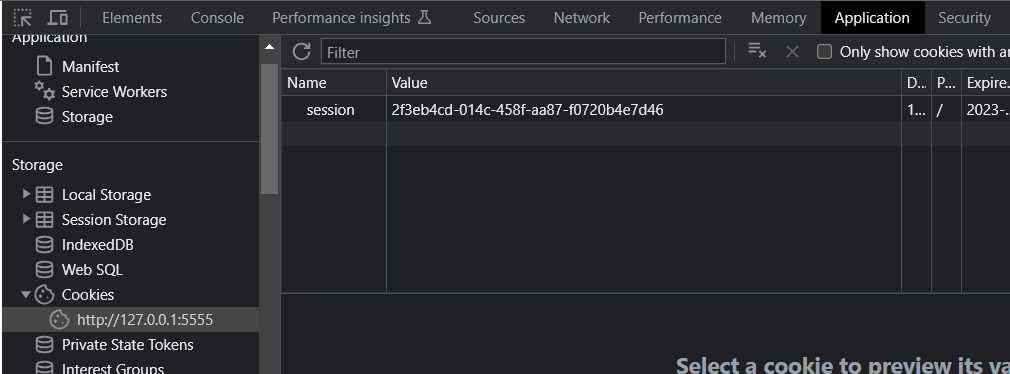 Elements Console Performance insights Sources Network Performance Memory Application Security
Application
Manifest
Service Workers
Storage
Storage
Local Storage
Session Storage
IndexedDB
Web SQL
Cookies
http://127.0.0.1:5555
Private State Tokens
Interest Groups
Filter Only show cookies with an
Name Value D... P... Expire...
session 2f3eb4cd-014c-458f-aa87-f0720b4e7d46 1... / 2023-...
Select a cookie to preview its va